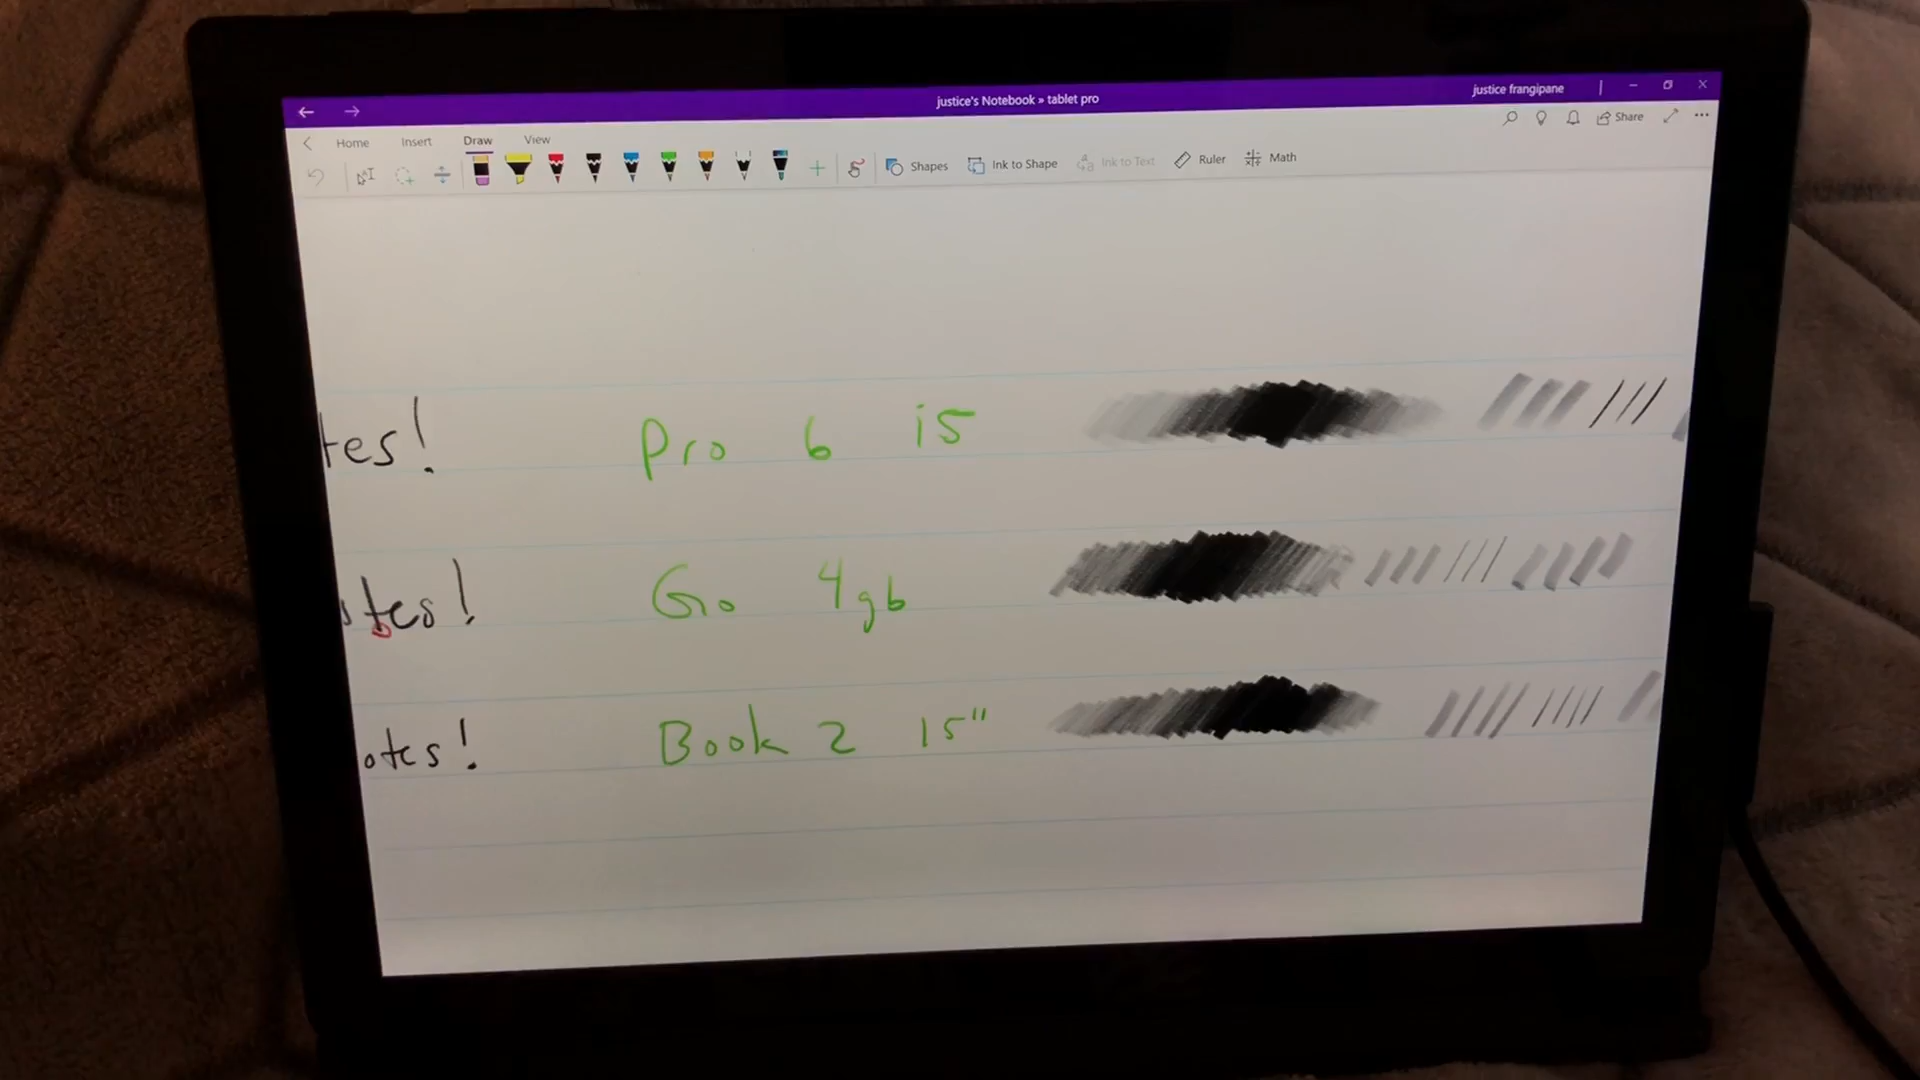 justice's Notebook » tablet pro
justice frangipane
Home Insert Draw View
Share
Shapes Ink to Shape Ink to Text Ruler Math
tes! Pro 6 i5
tes! Go 4gb
otes! Book 2 15"